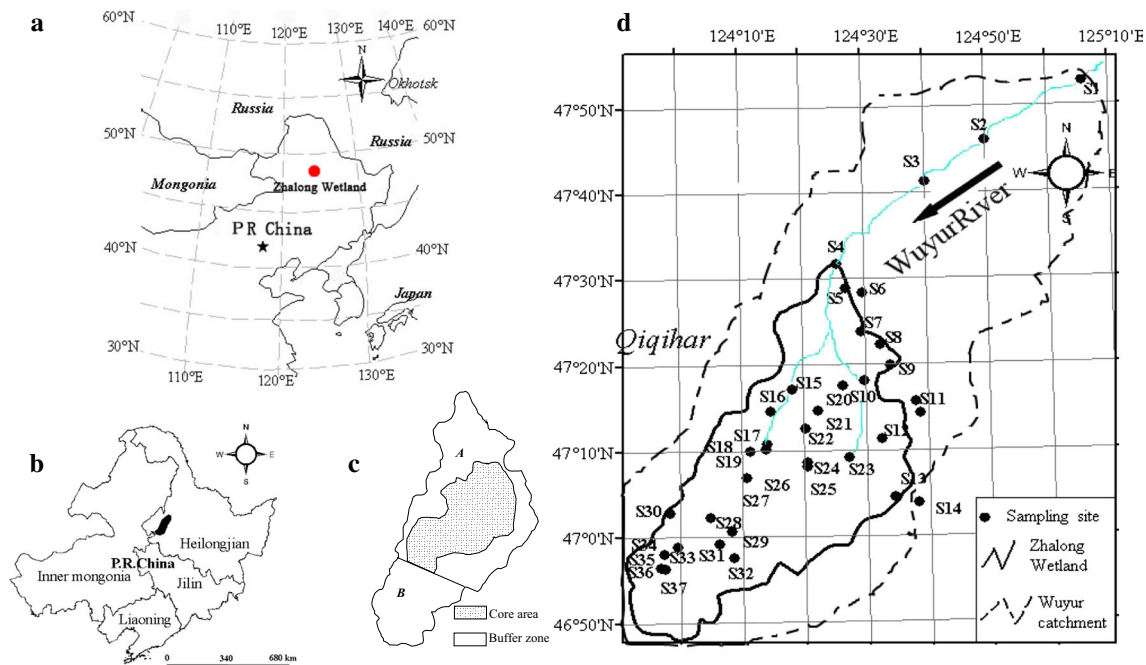 a
60°N
110°E
120°E
130°E
135°E
140°E
60°N
N
Okhotsk
Russia
50°N
Russia
50°N
Zhalong Wetland
Mongonia
P R China
40°N
40°N
Japan
30°N
30°N
110°E
120°E
130°E
b
N
W
E
S
Heilongjian
P.R.China
Inner mongonia
Jilin
Liaoning
0
340
680 km
c
A
B
Core area
Buffer zone
d
124°10'E
124°30'E
124°50'E
125°10'E
47°50'N
47°40'N
47°30'N
47°20'N
47°10'N
47°0'N
46°50'N
Qiqihar
WuyurRiver
N
W
E
S
S1
S2
S3
S4
S5
S6
S7
S8
S9
S10
S11
S12
S13
S14
S15
S16
S17
S18
S19
S20
S21
S22
S23
S24
S25
S26
S27
S28
S29
S30
S31
S32
S33
S34
S35
S36
S37
Sampling site
Zhalong
Wetland
Wuyur
catchment